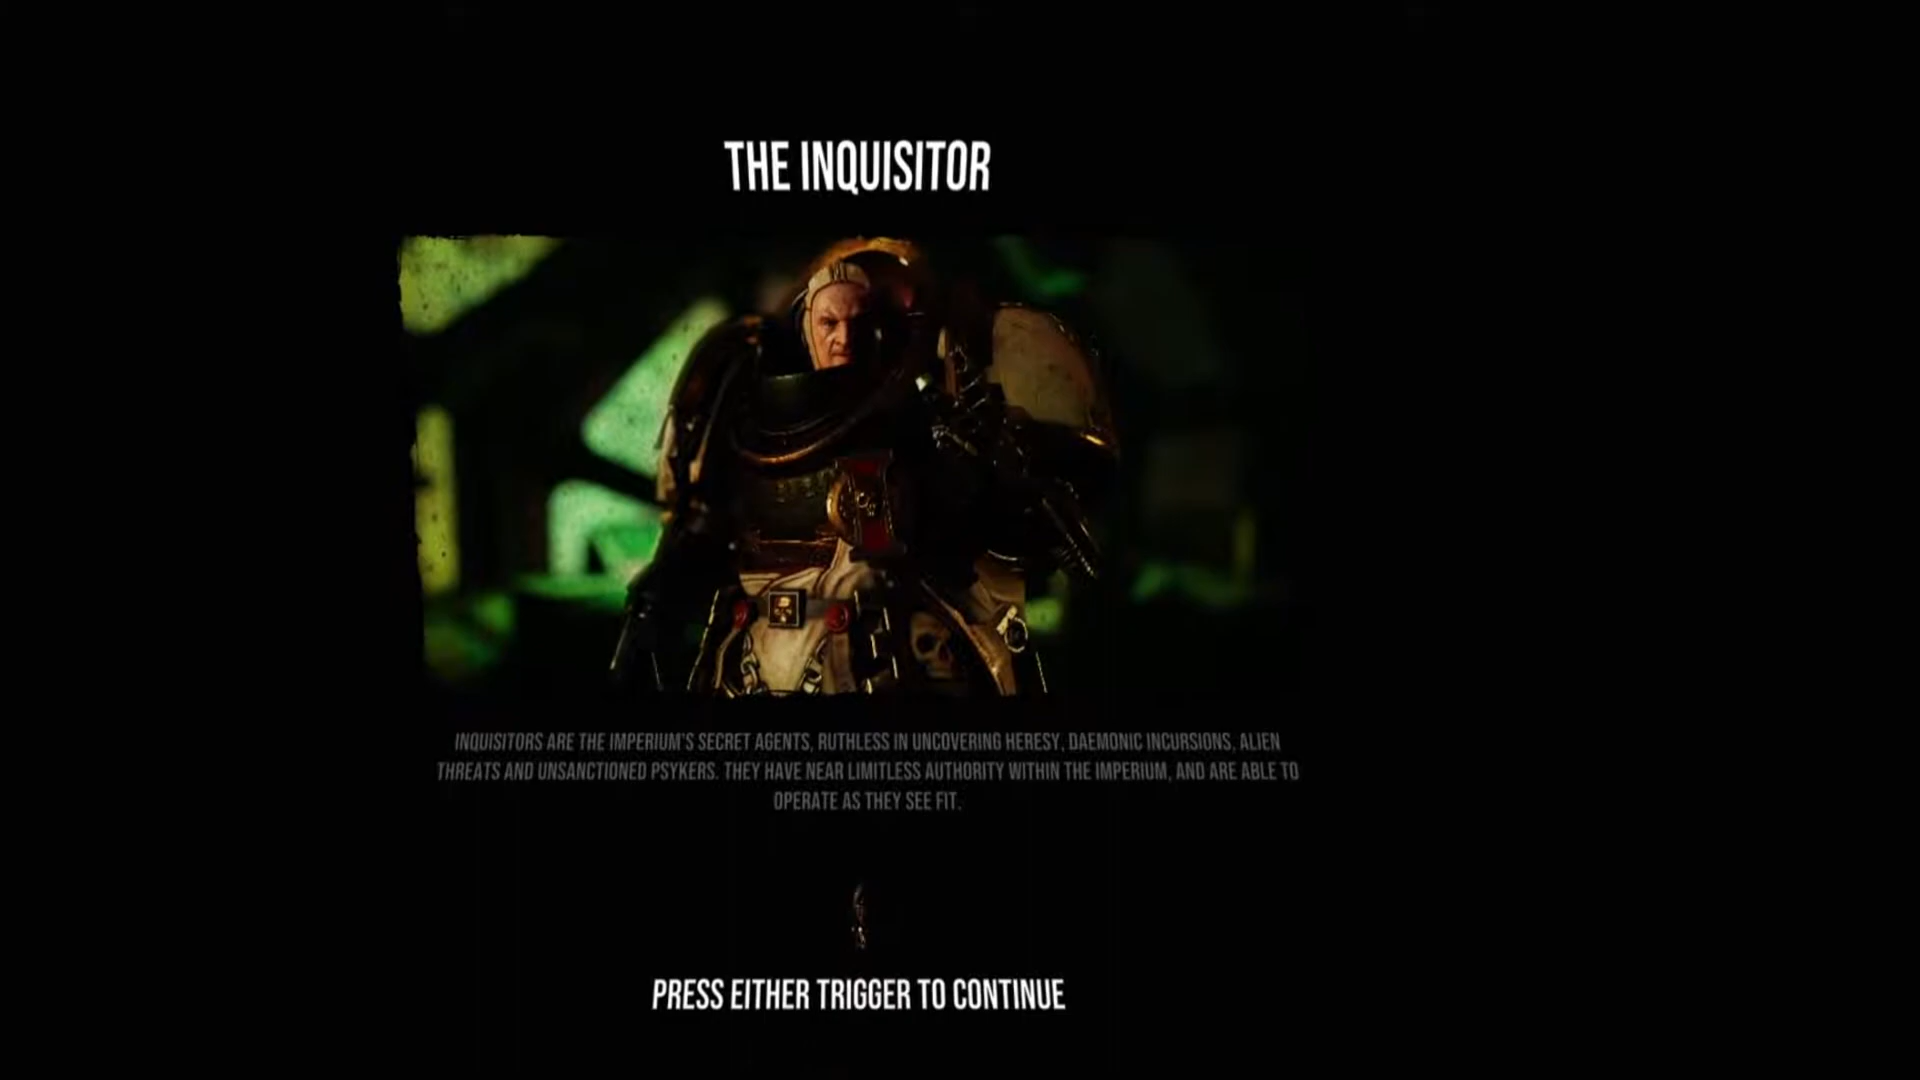 THE INQUISITOR
INQUISITORS ARE THE IMPERIUM'S SECRET AGENTS, RUTHLESS IN UNCOVERING HERESY, DAEMONIC INCURSIONS, ALIEN
THREATS AND UNSANCTIONED PSYKERS. THEY HAVE NEAR LIMITLESS AUTHORITY WITHIN THE IMPERIUM, AND ARE ABLE TO
OPERATE AS THEY SEE FIT.
PRESS EITHER TRIGGER TO CONTINUE